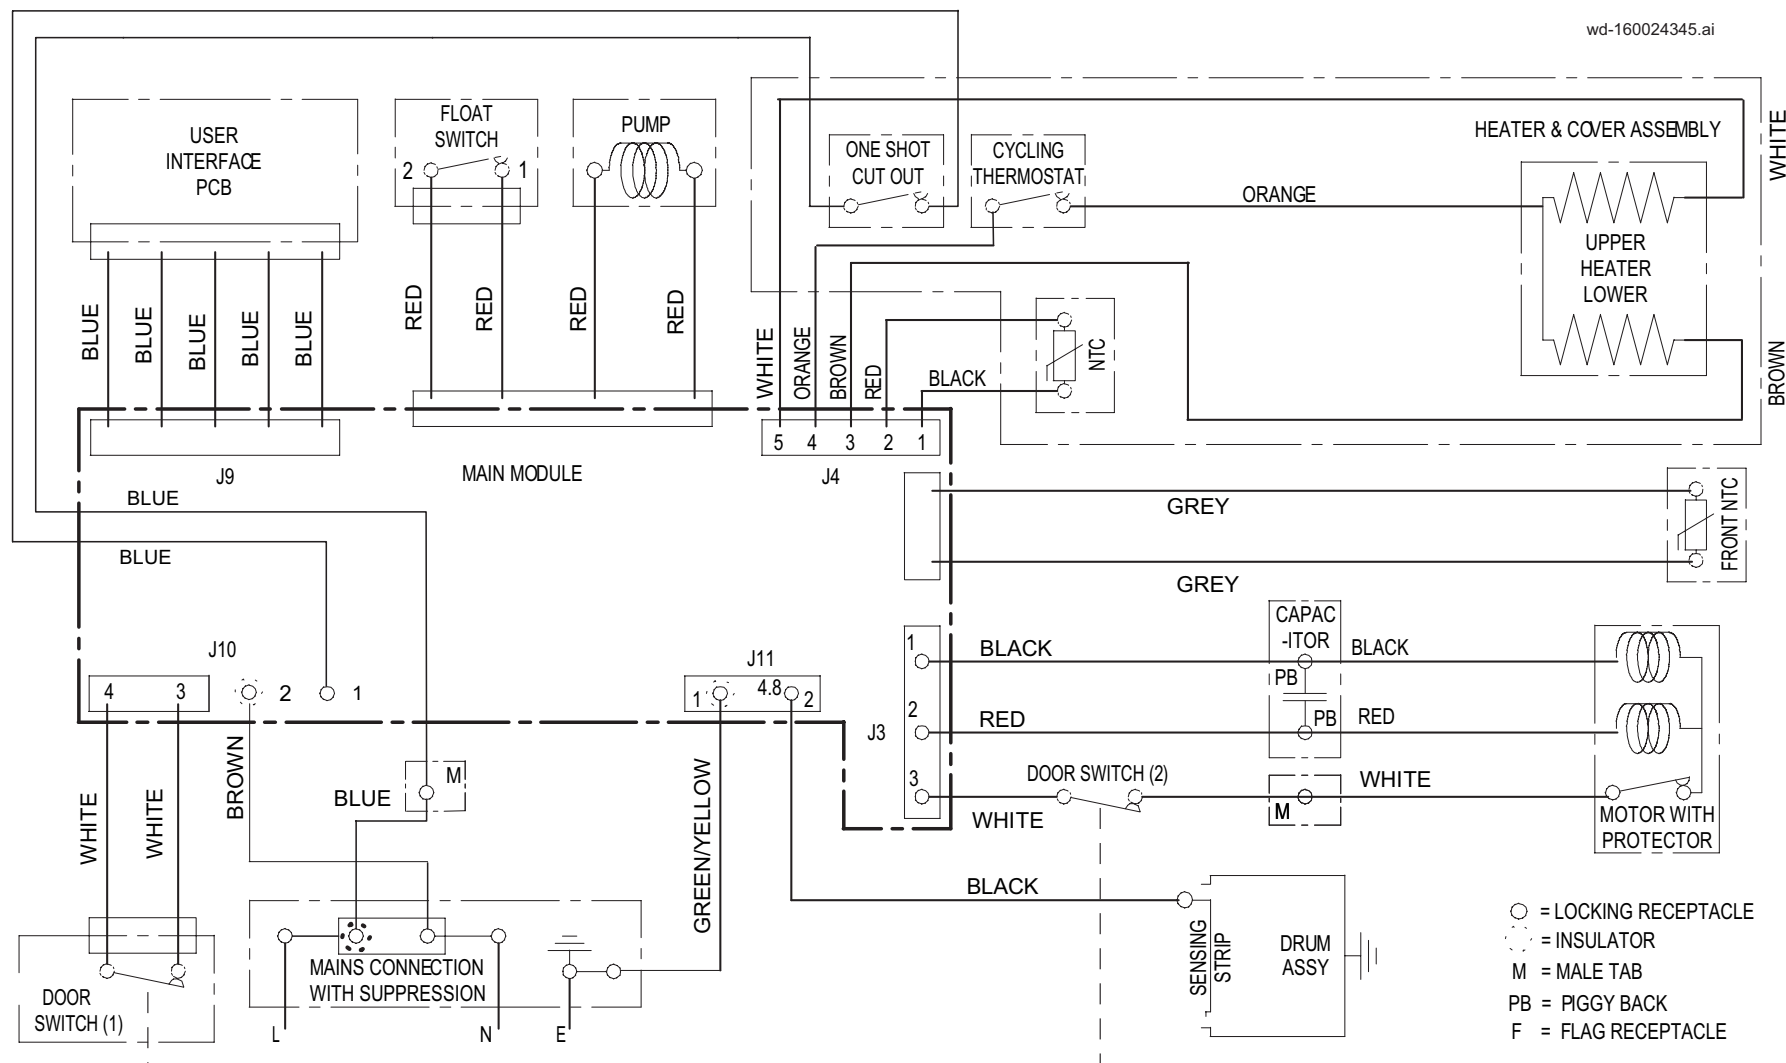 wd-160024345.ai
USER
INTERFACE
PCB
FLOAT
SWITCH
2
1
PUMP
ONE SHOT
CUT OUT
CYCLING
THERMOSTAT
ORANGE
HEATER & COVER ASSEMBLY
WHITE
UPPER
HEATER
LOWER
BROWN
BLUE
BLUE
BLUE
BLUE
BLUE
RED
RED
RED
RED
WHITE
ORANGE
BROWN
RED
BLACK
NTC
5 4 3 2 1
J9
MAIN MODULE
J4
BLUE
BLUE
GREY
GREY
FRONT NTC
J10
4 3 2 1
J11
1 4.8 2
J3
1
2
3
BLACK
RED
WHITE
CAPAC
-ITOR
PB
PB
BLACK
RED
DOOR SWITCH (2)
M
WHITE
MOTOR WITH
PROTECTOR
WHITE
WHITE
BROWN
BLUE
M
GREEN/YELLOW
BLACK
SENSING
STRIP
DRUM
ASSY
DOOR
SWITCH (1)
MAINS CONNECTION
WITH SUPPRESSION
L
N
E
= LOCKING RECEPTACLE
= INSULATOR
M = MALE TAB
PB = PIGGY BACK
F = FLAG RECEPTACLE